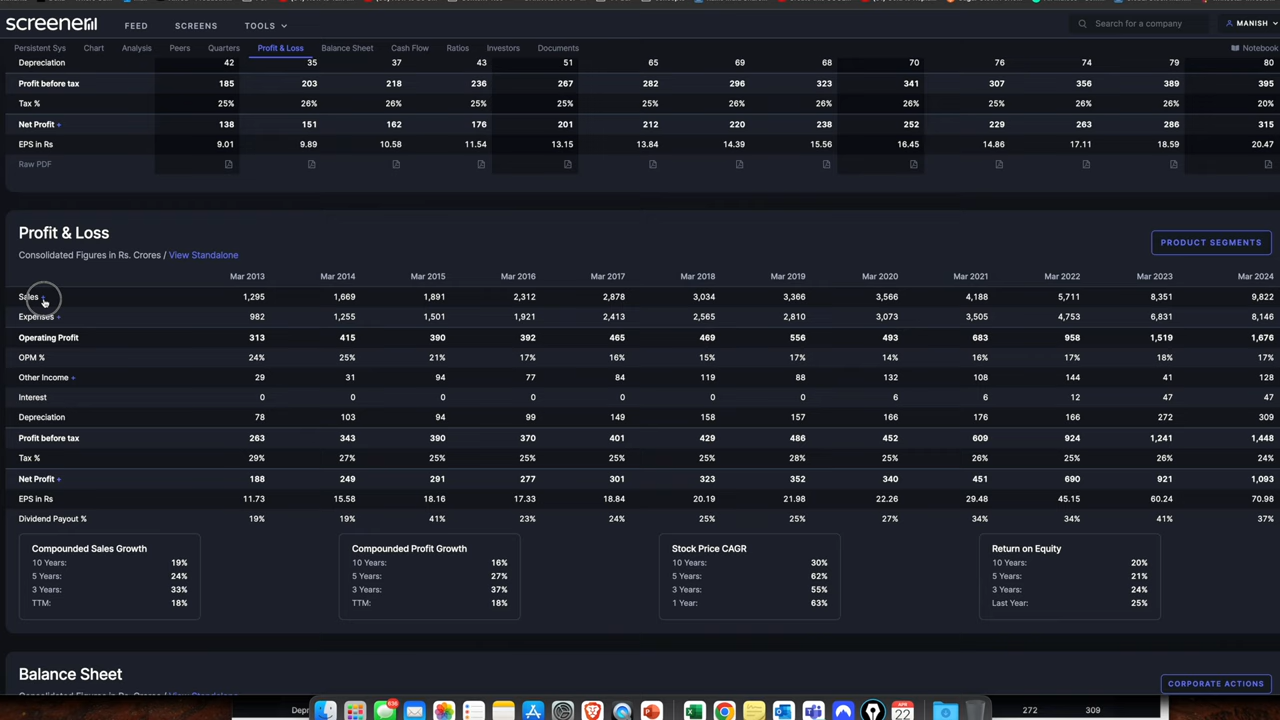 screener FEED SCREENS TOOLS Search for a company MANISH
Persistent Sys Chart Analysis Peers Quarters Profit & Loss Balance Sheet Cash Flow Ratios Investors Documents Notebook
Depreciation 42 35 37 43 51 65 69 68 70 76 74 79 80
Profit before tax 185 203 218 236 267 282 296 323 341 307 356 389 395
Tax % 25% 26% 26% 25% 25% 25% 26% 26% 26% 25% 26% 26% 20%
Net Profit + 138 151 162 176 201 212 220 238 252 229 263 286 315
EPS in Rs 9.01 9.89 10.58 11.54 13.15 13.84 14.39 15.56 16.45 14.86 17.11 18.59 20.47
Raw PDF
Profit & Loss
PRODUCT SEGMENTS
Consolidated Figures in Rs. Crores / View Standalone
Mar 2013 Mar 2014 Mar 2015 Mar 2016 Mar 2017 Mar 2018 Mar 2019 Mar 2020 Mar 2021 Mar 2022 Mar 2023 Mar 2024
Sales + 1,295 1,669 1,891 2,312 2,878 3,034 3,366 3,566 4,188 5,711 8,351 9,822
Expenses + 982 1,255 1,501 1,921 2,413 2,565 2,810 3,073 3,505 4,753 6,831 8,146
Operating Profit 313 415 390 392 465 469 556 493 683 958 1,519 1,676
OPM % 24% 25% 21% 17% 16% 15% 17% 14% 16% 17% 18% 17%
Other Income + 29 31 94 77 84 119 88 132 108 144 41 128
Interest 0 0 0 0 0 0 0 6 6 12 47 47
Depreciation 78 103 94 99 149 158 157 166 176 166 272 309
Profit before tax 263 343 390 370 401 429 486 452 609 924 1,241 1,448
Tax % 29% 27% 25% 25% 25% 25% 28% 25% 26% 25% 26% 24%
Net Profit + 188 249 291 277 301 323 352 340 451 690 921 1,093
EPS in Rs 11.73 15.58 18.16 17.33 18.84 20.19 21.98 22.26 29.48 45.15 60.24 70.98
Dividend Payout % 19% 19% 41% 23% 24% 25% 25% 27% 34% 34% 41% 37%
Compounded Sales Growth
10 Years: 19%
5 Years: 24%
3 Years: 33%
TTM: 18%
Compounded Profit Growth
10 Years: 16%
5 Years: 27%
3 Years: 37%
TTM: 18%
Stock Price CAGR
10 Years: 30%
5 Years: 62%
3 Years: 55%
1 Year: 63%
Return on Equity
10 Years: 20%
5 Years: 21%
3 Years: 24%
Last Year: 25%
Balance Sheet
CORPORATE ACTIONS
22
272 309